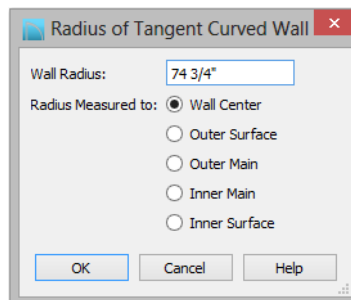 Radius of Tangent Curved Wall
Wall Radius: 74 3/4"
Radius Measured to: Wall Center
Outer Surface
Outer Main
Inner Main
Inner Surface
OK Cancel Help